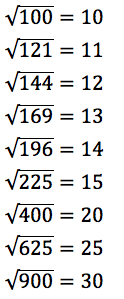 √100 = 10
√121 = 11
√144 = 12
√169 = 13
√196 = 14
√225 = 15
√400 = 20
√625 = 25
√900 = 30